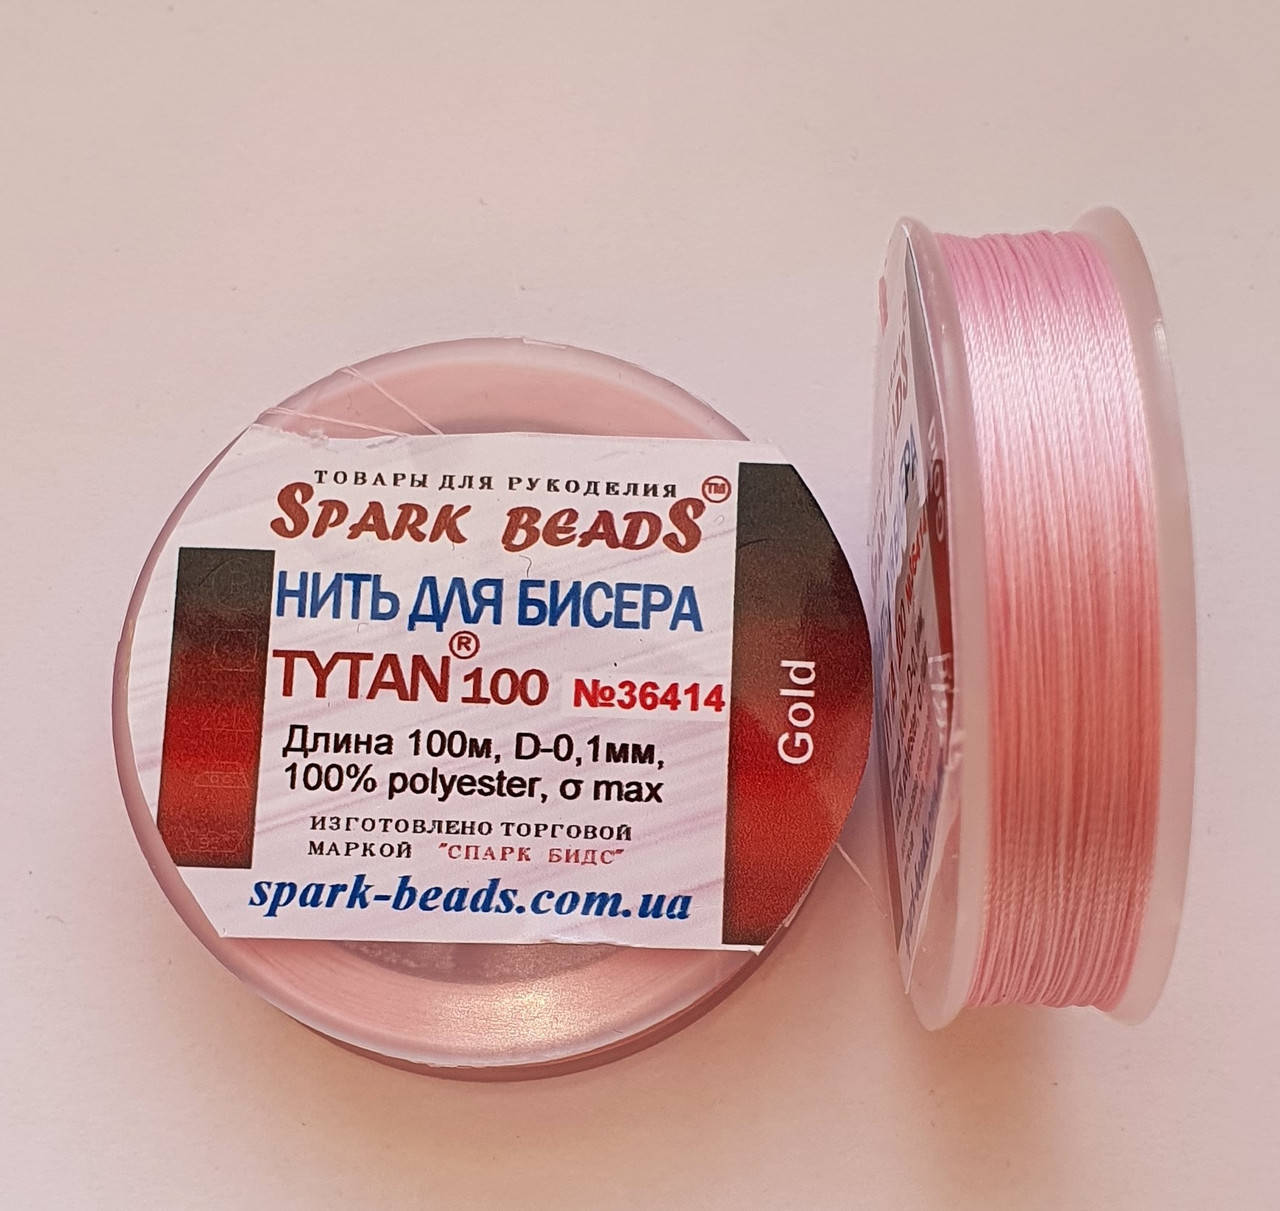 ТОВАРЫ ДЛЯ РУКОДЕЛИЯ
SPARK BEADS™
НИТЬ ДЛЯ БИСЕРА
TYTAN® 100 №36414
Длина 100м, D-0,1мм,
100% polyester, σ max
ИЗГОТОВЛЕНО ТОРГОВОЙ
МАРКОЙ "СПАРК БИДС"
spark-beads.com.ua
Gold